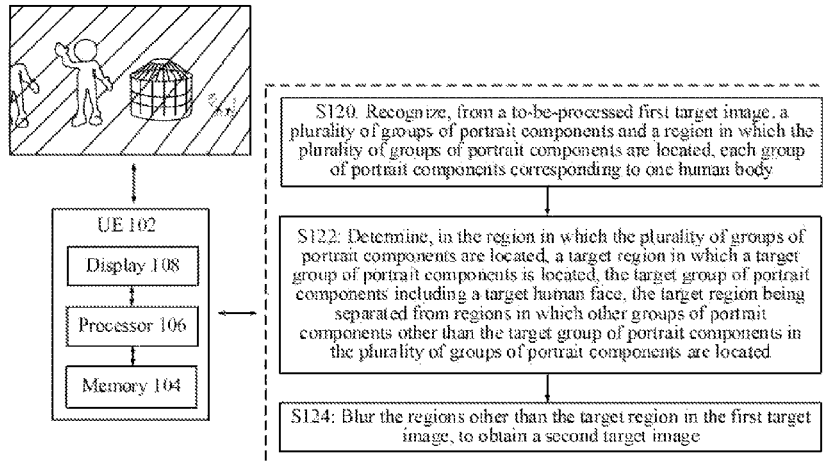 UE 102
Display 108
Processor 106
Memory 104
S120. Recognize, from a to-be-processed first target image, a
plurality of groups of portrait components and a region in which the
plurality of groups of portrait components are located, each group
of portrait components corresponding to one human body
S122: Determine, in the region in which the plurality of groups of
portrait components are located, a target region in which a target
group of portrait components is located, the target group of portrait
components including a target human face, the target region being
separated from regions in which other groups of portrait
components other than the target group of portrait components in
the plurality of groups of portrait components are located
S124: Blur the regions other than the target region in the first target
image, to obtain a second target image